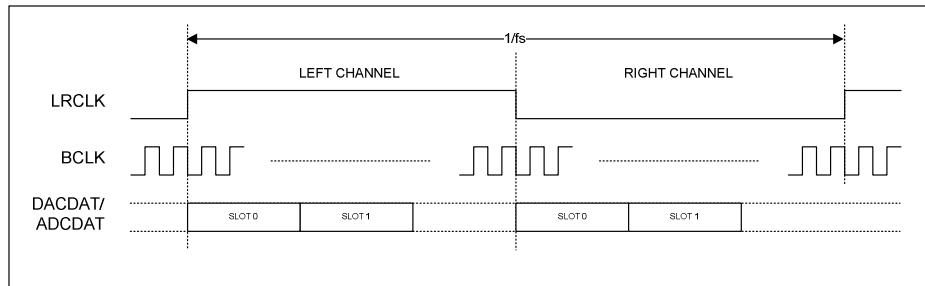 1/fs
LEFT CHANNEL
RIGHT CHANNEL
LRCLK
BCLK
DACDAT/
ADCDAT
SLOT 0
SLOT 1
SLOT 0
SLOT 1